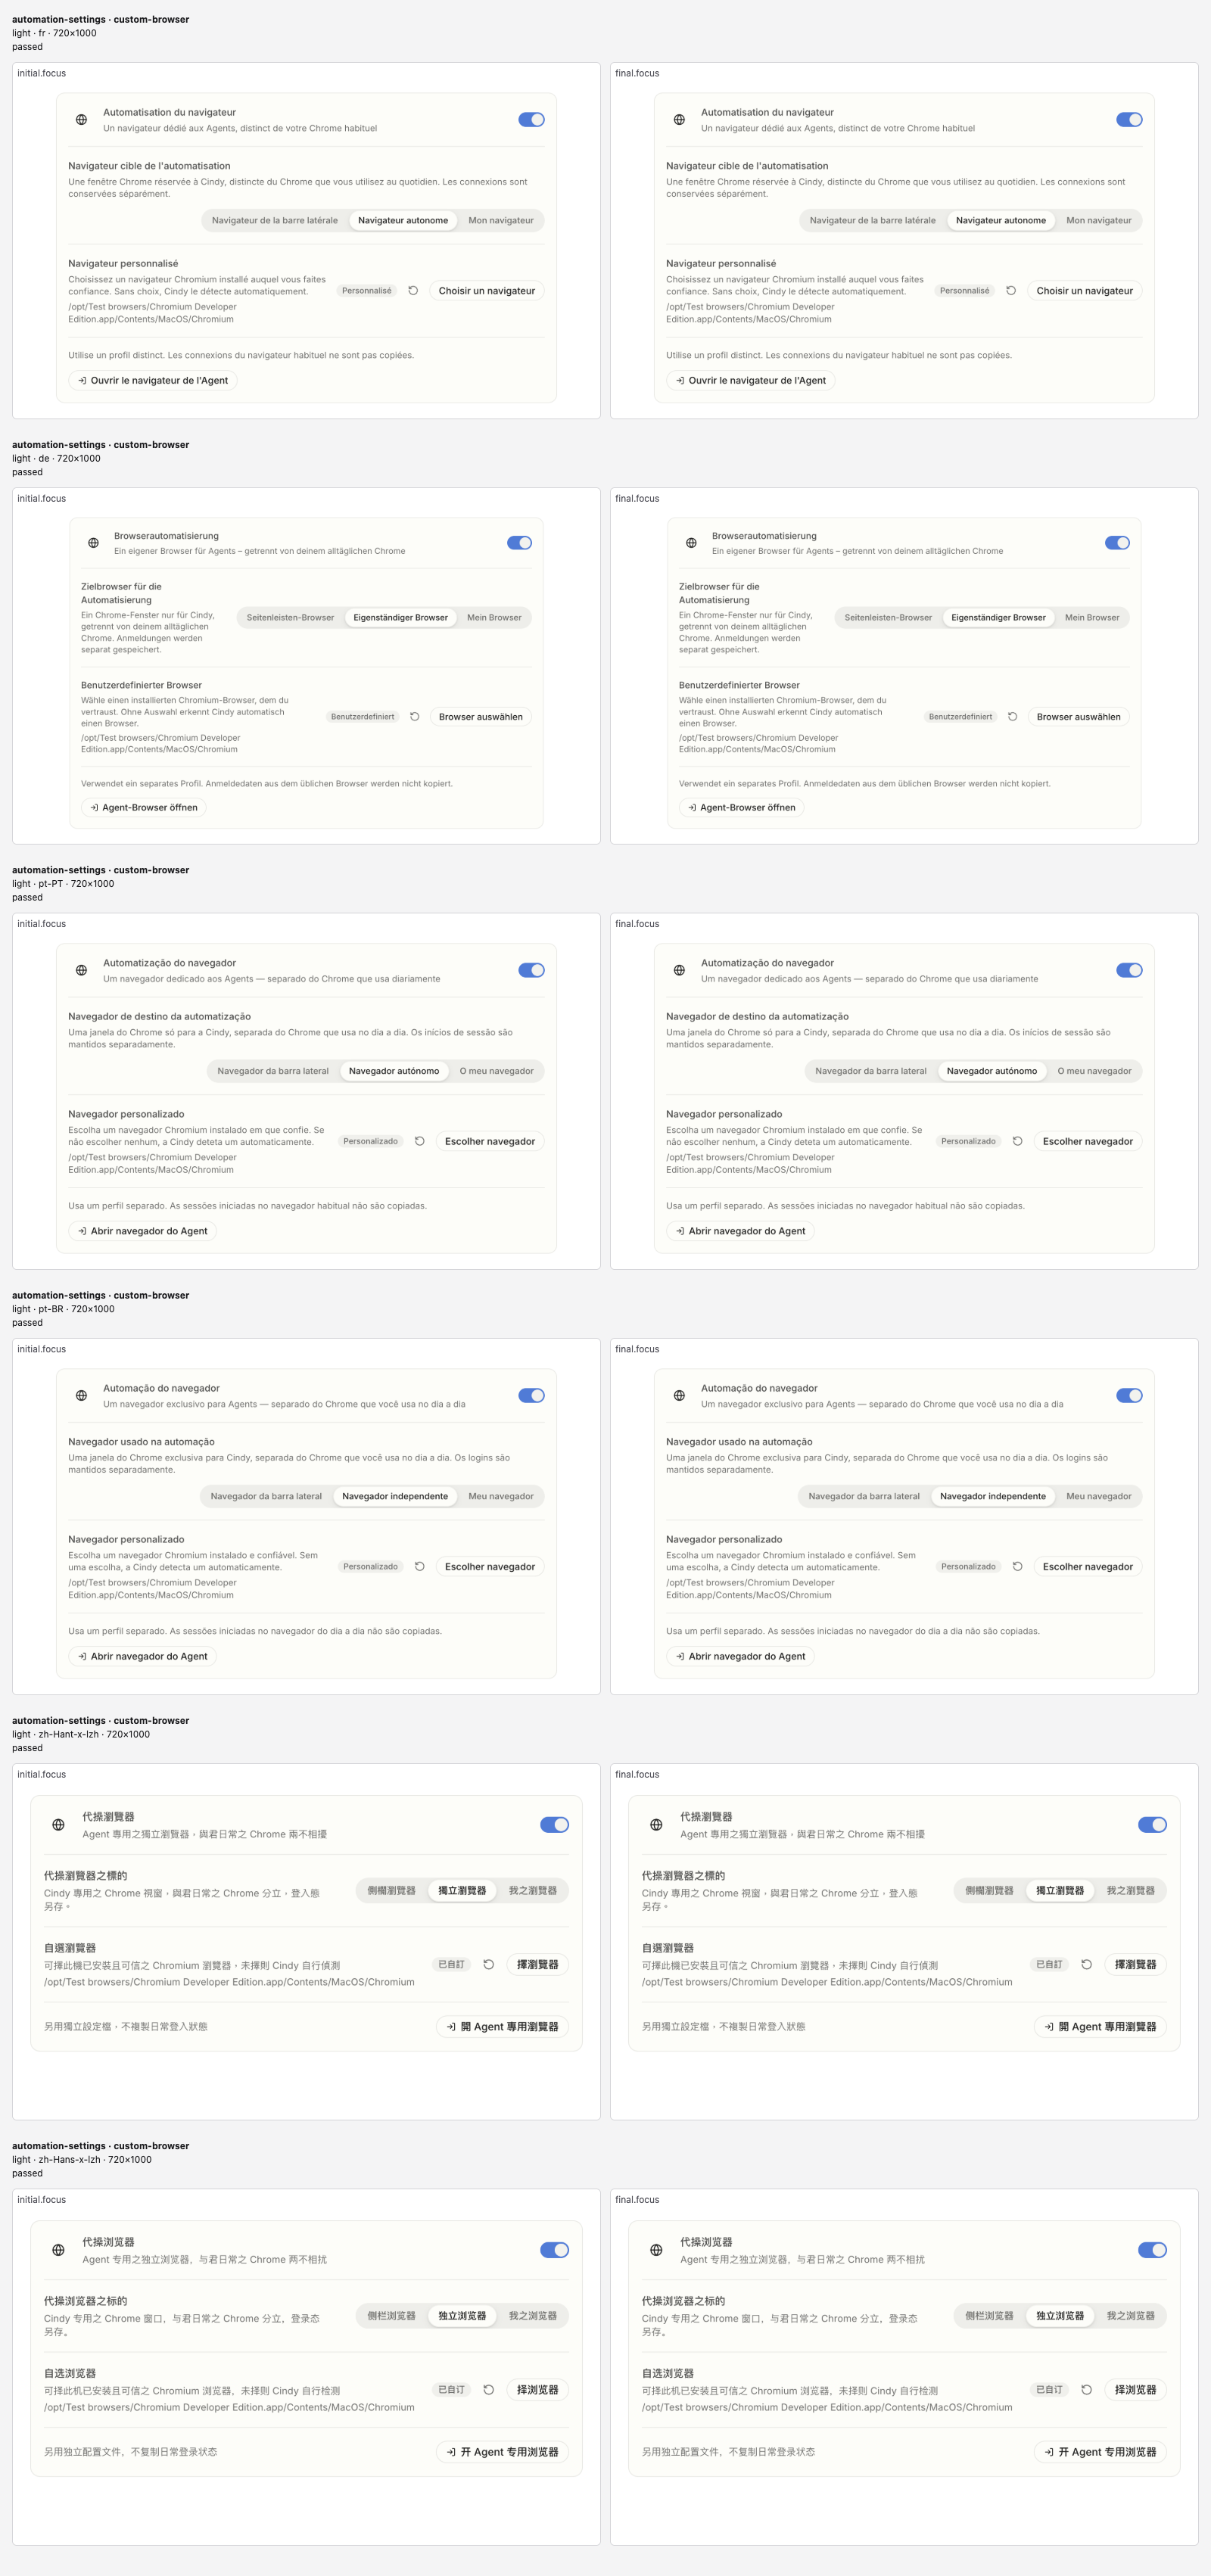 automation-settings · custom-browser
light · fr · 720×1000
passed
initial.focus
Automatisation du navigateur
Un navigateur dédié aux Agents, distinct de votre Chrome habituel
Navigateur cible de l'automatisation
Une fenêtre Chrome réservée à Cindy, distincte du Chrome que vous utilisez au quotidien. Les connexions sont
conservées séparément.
Navigateur de la barre latérale Navigateur autonome Mon navigateur
Navigateur personnalisé
Choisissez un navigateur Chromium installé auquel vous faites
confiance. Sans choix, Cindy le détecte automatiquement.
/opt/Test browsers/Chromium Developer
Edition.app/Contents/MacOS/Chromium
Personnalisé Choisir un navigateur
Utilise un profil distinct. Les connexions du navigateur habituel ne sont pas copiées.
Ouvrir le navigateur de l'Agent
final.focus
Automatisation du navigateur
Un navigateur dédié aux Agents, distinct de votre Chrome habituel
Navigateur cible de l'automatisation
Une fenêtre Chrome réservée à Cindy, distincte du Chrome que vous utilisez au quotidien. Les connexions sont
conservées séparément.
Navigateur de la barre latérale Navigateur autonome Mon navigateur
Navigateur personnalisé
Choisissez un navigateur Chromium installé auquel vous faites
confiance. Sans choix, Cindy le détecte automatiquement.
/opt/Test browsers/Chromium Developer
Edition.app/Contents/MacOS/Chromium
Personnalisé Choisir un navigateur
Utilise un profil distinct. Les connexions du navigateur habituel ne sont pas copiées.
Ouvrir le navigateur de l'Agent
automation-settings · custom-browser
light · de · 720×1000
passed
initial.focus
Browserautomatisierung
Ein eigener Browser für Agents – getrennt von deinem alltäglichen Chrome
Zielbrowser für die
Automatisierung
Ein Chrome-Fenster nur für Cindy,
getrennt von deinem alltäglichen
Chrome. Anmeldungen werden
separat gespeichert.
Seitenleisten-Browser Eigenständiger Browser Mein Browser
Benutzerdefinierter Browser
Wähle einen installierten Chromium-Browser, dem du
vertraust. Ohne Auswahl erkennt Cindy automatisch
einen Browser.
/opt/Test browsers/Chromium Developer
Edition.app/Contents/MacOS/Chromium
Benutzerdefiniert Browser auswählen
Verwendet ein separates Profil. Anmeldedaten aus dem üblichen Browser werden nicht kopiert.
Agent-Browser öffnen
final.focus
Browserautomatisierung
Ein eigener Browser für Agents – getrennt von deinem alltäglichen Chrome
Zielbrowser für die
Automatisierung
Ein Chrome-Fenster nur für Cindy,
getrennt von deinem alltäglichen
Chrome. Anmeldungen werden
separat gespeichert.
Seitenleisten-Browser Eigenständiger Browser Mein Browser
Benutzerdefinierter Browser
Wähle einen installierten Chromium-Browser, dem du
vertraust. Ohne Auswahl erkennt Cindy automatisch
einen Browser.
/opt/Test browsers/Chromium Developer
Edition.app/Contents/MacOS/Chromium
Benutzerdefiniert Browser auswählen
Verwendet ein separates Profil. Anmeldedaten aus dem üblichen Browser werden nicht kopiert.
Agent-Browser öffnen
automation-settings · custom-browser
light · pt-PT · 720×1000
passed
initial.focus
Automatização do navegador
Um navegador dedicado aos Agents — separado do Chrome que usa diariamente
Navegador de destino da automatização
Uma janela do Chrome só para a Cindy, separada do Chrome que usa no dia a dia. Os inícios de sessão são
mantidos separadamente.
Navegador da barra lateral Navegador autónomo O meu navegador
Navegador personalizado
Escolha um navegador Chromium instalado em que confie. Se
não escolher nenhum, a Cindy deteta um automaticamente.
/opt/Test browsers/Chromium Developer
Edition.app/Contents/MacOS/Chromium
Personalizado Escolher navegador
Usa um perfil separado. As sessões iniciadas no navegador habitual não são copiadas.
Abrir navegador do Agent
final.focus
Automatização do navegador
Um navegador dedicado aos Agents — separado do Chrome que usa diariamente
Navegador de destino da automatização
Uma janela do Chrome só para a Cindy, separada do Chrome que usa no dia a dia. Os inícios de sessão são
mantidos separadamente.
Navegador da barra lateral Navegador autónomo O meu navegador
Navegador personalizado
Escolha um navegador Chromium instalado em que confie. Se
não escolher nenhum, a Cindy deteta um automaticamente.
/opt/Test browsers/Chromium Developer
Edition.app/Contents/MacOS/Chromium
Personalizado Escolher navegador
Usa um perfil separado. As sessões iniciadas no navegador habitual não são copiadas.
Abrir navegador do Agent
automation-settings · custom-browser
light · pt-BR · 720×1000
passed
initial.focus
Automação do navegador
Um navegador exclusivo para Agents — separado do Chrome que você usa no dia a dia
Navegador usado na automação
Uma janela do Chrome exclusiva para Cindy, separada do Chrome que você usa no dia a dia. Os logins são
mantidos separadamente.
Navegador da barra lateral Navegador independente Meu navegador
Navegador personalizado
Escolha um navegador Chromium instalado e confiável. Sem
uma escolha, a Cindy detecta um automaticamente.
/opt/Test browsers/Chromium Developer
Edition.app/Contents/MacOS/Chromium
Personalizado Escolher navegador
Usa um perfil separado. As sessões iniciadas no navegador do dia a dia não são copiadas.
Abrir navegador do Agent
final.focus
Automação do navegador
Um navegador exclusivo para Agents — separado do Chrome que você usa no dia a dia
Navegador usado na automação
Uma janela do Chrome exclusiva para Cindy, separada do Chrome que você usa no dia a dia. Os logins são
mantidos separadamente.
Navegador da barra lateral Navegador independente Meu navegador
Navegador personalizado
Escolha um navegador Chromium instalado e confiável. Sem
uma escolha, a Cindy detecta um automaticamente.
/opt/Test browsers/Chromium Developer
Edition.app/Contents/MacOS/Chromium
Personalizado Escolher navegador
Usa um perfil separado. As sessões iniciadas no navegador do dia a dia não são copiadas.
Abrir navegador do Agent
automation-settings · custom-browser
light · zh-Hant-x-lzh · 720×1000
passed
initial.focus
代操瀏覽器
Agent 專用之獨立瀏覽器，與君日常之 Chrome 兩不相擾
代操瀏覽器之標的
Cindy 專用之 Chrome 視窗，與君日常之 Chrome 分立，登入態
另存。
側欄瀏覽器 獨立瀏覽器 我之瀏覽器
自選瀏覽器
可擇此機已安裝且可信之 Chromium 瀏覽器，未擇則 Cindy 自行偵測
/opt/Test browsers/Chromium Developer Edition.app/Contents/MacOS/Chromium
已自訂 擇瀏覽器
另用獨立設定檔，不複製日常登入狀態
開 Agent 專用瀏覽器
final.focus
代操瀏覽器
Agent 專用之獨立瀏覽器，與君日常之 Chrome 兩不相擾
代操瀏覽器之標的
Cindy 專用之 Chrome 視窗，與君日常之 Chrome 分立，登入態
另存。
側欄瀏覽器 獨立瀏覽器 我之瀏覽器
自選瀏覽器
可擇此機已安裝且可信之 Chromium 瀏覽器，未擇則 Cindy 自行偵測
/opt/Test browsers/Chromium Developer Edition.app/Contents/MacOS/Chromium
已自訂 擇瀏覽器
另用獨立設定檔，不複製日常登入狀態
開 Agent 專用瀏覽器
automation-settings · custom-browser
light · zh-Hans-x-lzh · 720×1000
passed
initial.focus
代操浏览器
Agent 专用之独立浏览器，与君日常之 Chrome 两不相扰
代操浏览器之标的
Cindy 专用之 Chrome 窗口，与君日常之 Chrome 分立，登录态
另存。
侧栏浏览器 独立浏览器 我之浏览器
自选浏览器
可择此机已安装且可信之 Chromium 浏览器，未择则 Cindy 自行检测
/opt/Test browsers/Chromium Developer Edition.app/Contents/MacOS/Chromium
已自订 择浏览器
另用独立配置文件，不复制日常登录状态
开 Agent 专用浏览器
final.focus
代操浏览器
Agent 专用之独立浏览器，与君日常之 Chrome 两不相扰
代操浏览器之标的
Cindy 专用之 Chrome 窗口，与君日常之 Chrome 分立，登录态
另存。
侧栏浏览器 独立浏览器 我之浏览器
自选浏览器
可择此机已安装且可信之 Chromium 浏览器，未择则 Cindy 自行检测
/opt/Test browsers/Chromium Developer Edition.app/Contents/MacOS/Chromium
已自订 择浏览器
另用独立配置文件，不复制日常登录状态
开 Agent 专用浏览器